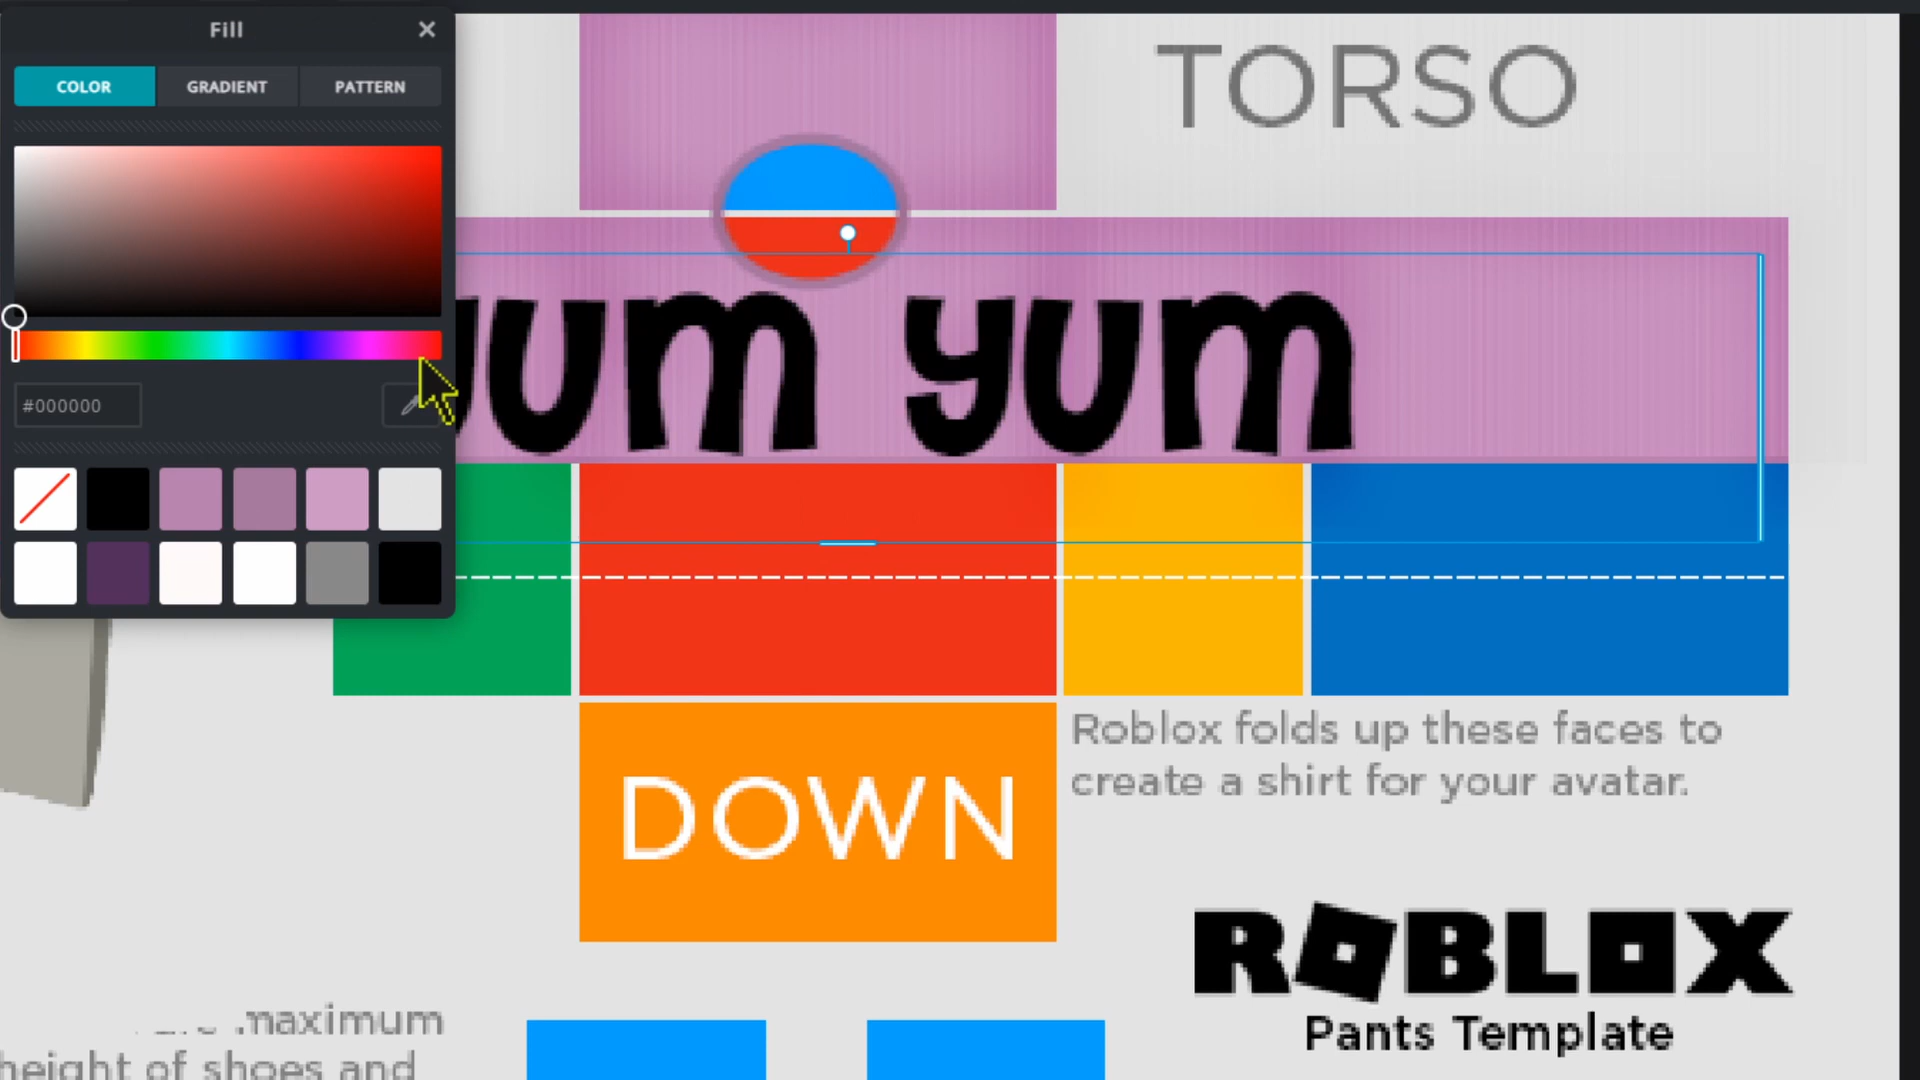 Fill
COLOR GRADIENT PATTERN
#000000
TORSO
yum yum
Roblox folds up these faces to
create a shirt for your avatar.
DOWN
ROBLOX
Pants Template
maximum
height of shoes and